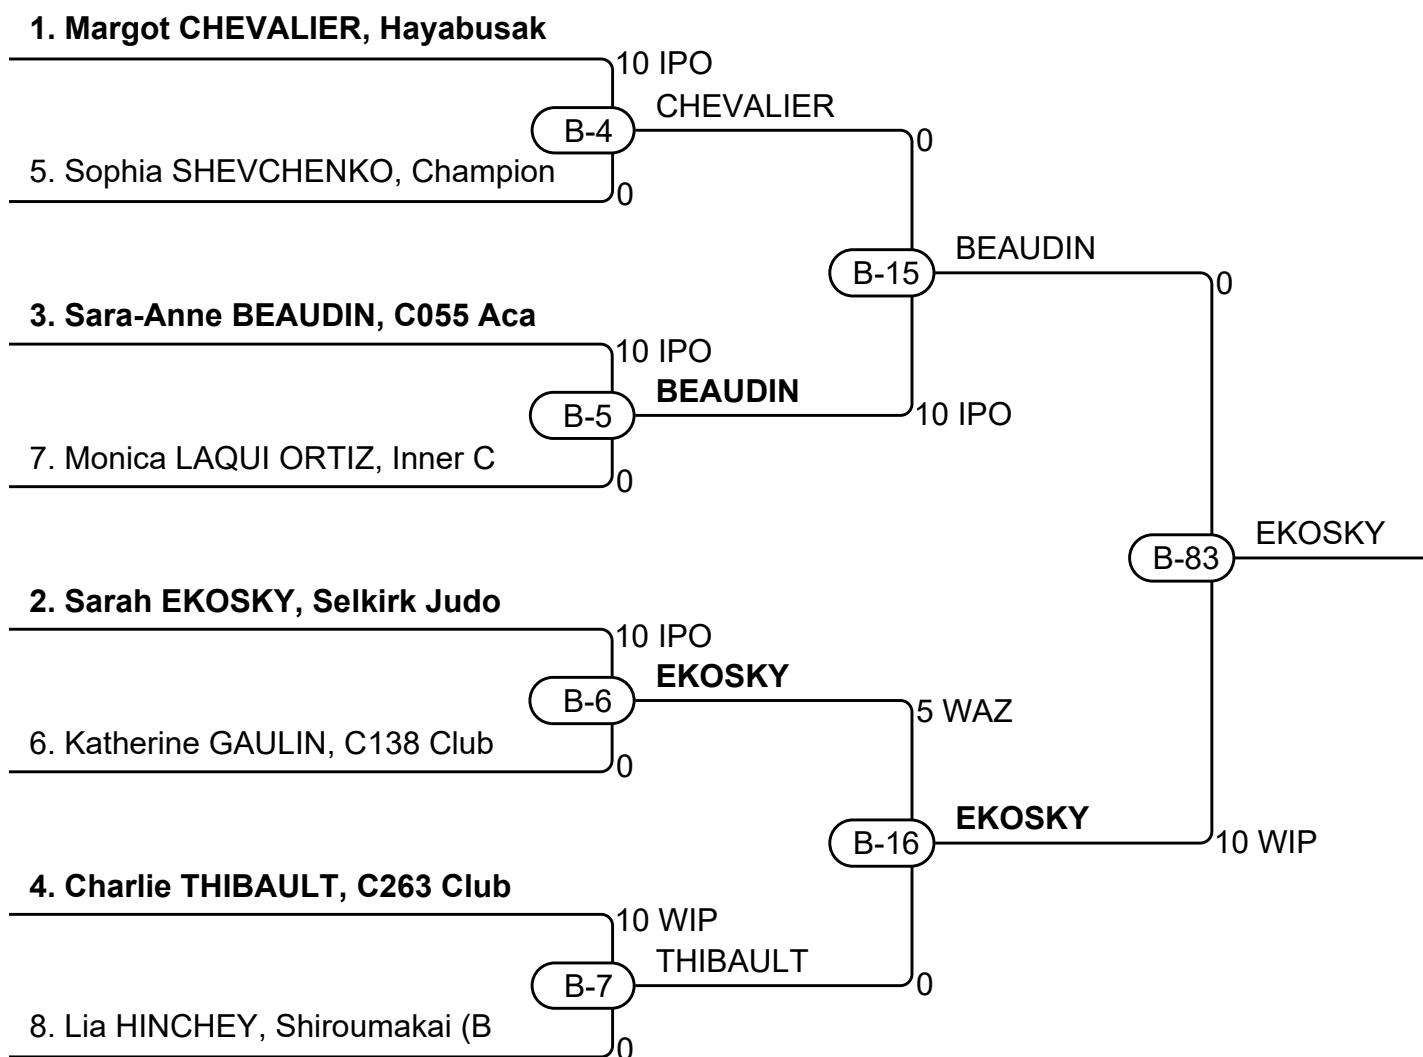 1. Margot CHEVALIER, Hayabusak
10 IPO
CHEVALIER
B-4
0
5. Sophia SHEVCHENKO, Champion
0
BEAUDIN
B-15
0
3. Sara-Anne BEAUDIN, C055 Aca
10 IPO
BEAUDIN
B-5
10 IPO
7. Monica LAQUI ORTIZ, Inner C
0
EKOSKY
B-83
2. Sarah EKOSKY, Selkirk Judo
10 IPO
EKOSKY
B-6
5 WAZ
6. Katherine GAULIN, C138 Club
0
EKOSKY
B-16
10 WIP
4. Charlie THIBAULT, C263 Club
10 WIP
THIBAULT
B-7
0
8. Lia HINCHEY, Shiroumakai (B
0